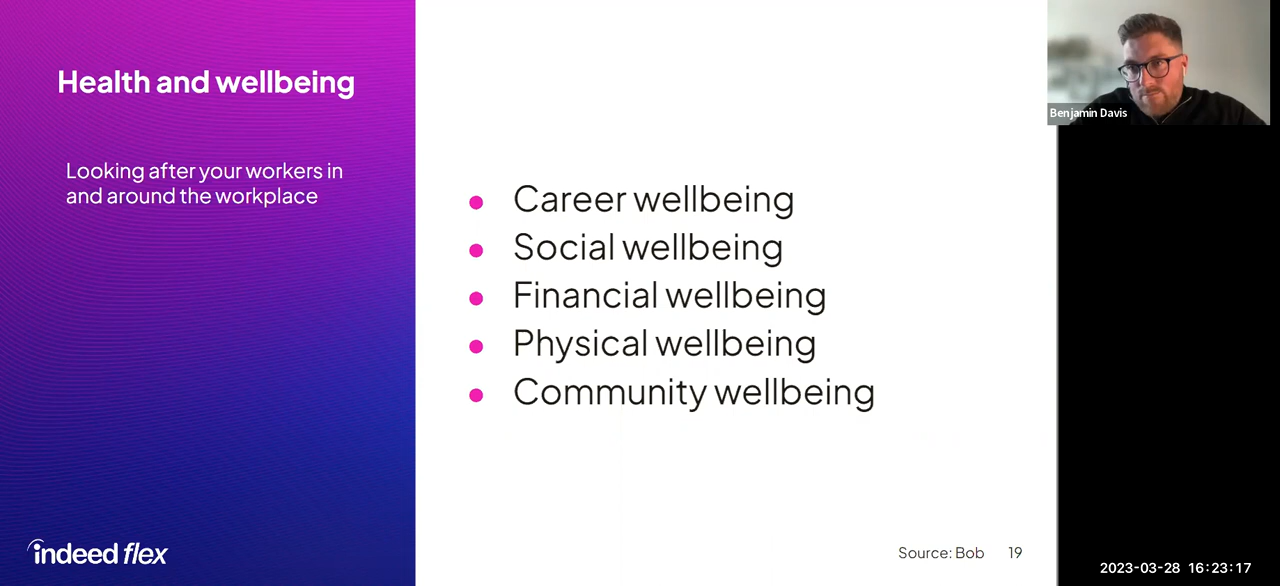 Health and wellbeing
Looking after your workers in
and around the workplace
Career wellbeing
Social wellbeing
Financial wellbeing
Physical wellbeing
Community wellbeing
indeed flex
Source: Bob
19
Benjamin Davis
2023-03-28 16:23:17